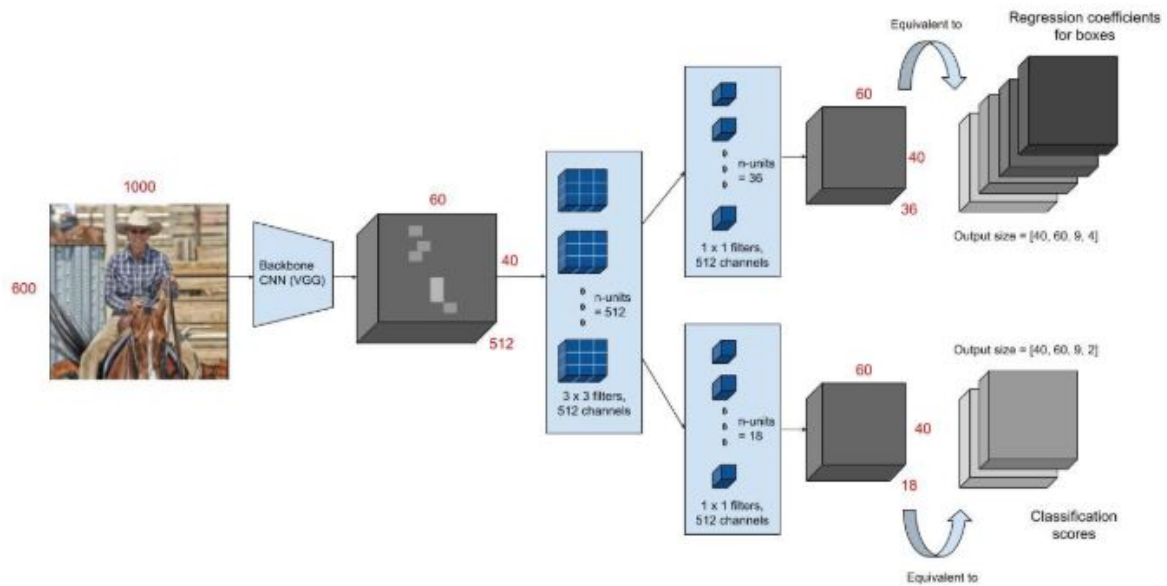 1000
600
Backbone
CNN (VGG)
60
40
512
n-units
= 512
3 x 3 filters,
512 channels
n-units
= 36
1 x 1 filters,
512 channels
60
40
36
Equivalent to
Regression coefficients
for boxes
Output size = [40, 60, 9, 4]
n-units
= 18
1 x 1 filters,
512 channels
60
40
18
Output size = [40, 60, 9, 2]
Classification
scores
Equivalent to